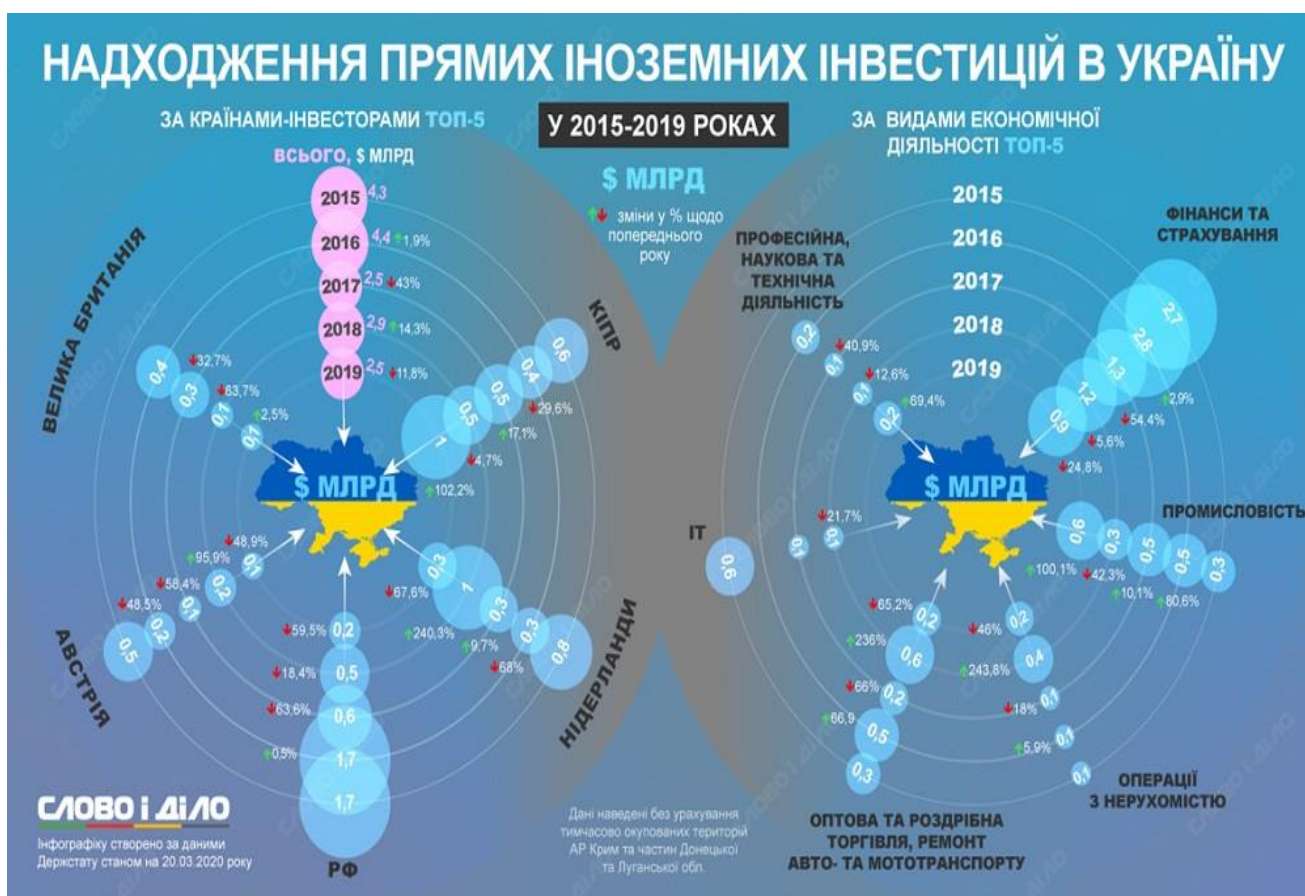 НАДХОДЖЕННЯ ПРЯМИХ ІНОЗЕМНИХ ІНВЕСТИЦІЙ В УКРАЇНУ
У 2015-2019 РОКАХ
$ МЛРД
↑↓ зміни у % щодо
попереднього
року
ЗА КРАЇНАМИ-ІНВЕСТОРАМИ ТОП-5
ВСЬОГО, $ МЛРД
2015 4,3
2016 4,4 ↑1,9%
2017 2,5 ↓43%
2018 2,9 ↑14,3%
2019 2,5 ↓11,8%
ВЕЛИКА БРИТАНІЯ
0,4
↓32,7%
0,3
↓63,7%
0,1
↑2,5%
0,1
КІПР
0,6
0,4
↓29,6%
0,5
↑17,1%
0,5
↓4,7%
1
↑102,2%
$ МЛРД
АВСТРІЯ
0,5
↓48,5%
0,2
↓58,4%
0,1
↑95,9%
0,2
↓48,9%
0,1
РФ
↓59,5%
0,2
↓18,4%
0,5
↓63,6%
0,6
↑0,5%
1,7
1,7
НІДЕРЛАНДИ
↓67,6%
0,3
↑240,3%
1
↑9,7%
0,3
↓68%
0,3
0,8
ЗА ВИДАМИ ЕКОНОМІЧНОЇ
ДІЯЛЬНОСТІ ТОП-5
2015
2016
2017
2018
2019
ПРОФЕСІЙНА,
НАУКОВА ТА
ТЕХНІЧНА
ДІЯЛЬНІСТЬ
0,2
↓40,9%
0,1
↓12,6%
0,1
↑69,4%
0,2
ФІНАНСИ ТА
СТРАХУВАННЯ
2,7
2,8
↑2,9%
1,3
↓54,4%
1,2
↓5,6%
0,9
↓24,8%
$ МЛРД
ІТ
0,6
0,1
↓21,7%
0,1
ПРОМИСЛОВІСТЬ
0,6
0,3
0,5
0,5
0,3
↑100,1%
↓42,3%
↑10,1%
↑80,6%
↓65,2%
0,2
↑236%
0,6
↓66%
0,2
↑66,9
0,5
0,3
ОПТОВА ТА РОЗДРІБНА
ТОРГІВЛЯ, РЕМОНТ
АВТО- ТА МОТОТРАНСПОРТУ
↓46%
0,2
↑243,8%
0,4
↓18%
0,1
↑5,9%
0,1
0,1
ОПЕРАЦІЇ
З НЕРУХОМІСТЮ
СЛОВО і ДІЛО
Інфографіку створено за даними
Держстату станом на 20.03.2020 року
Дані наведені без урахування
тимчасово окупованих територій
АР Крим та частин Донецької
та Луганської обл.